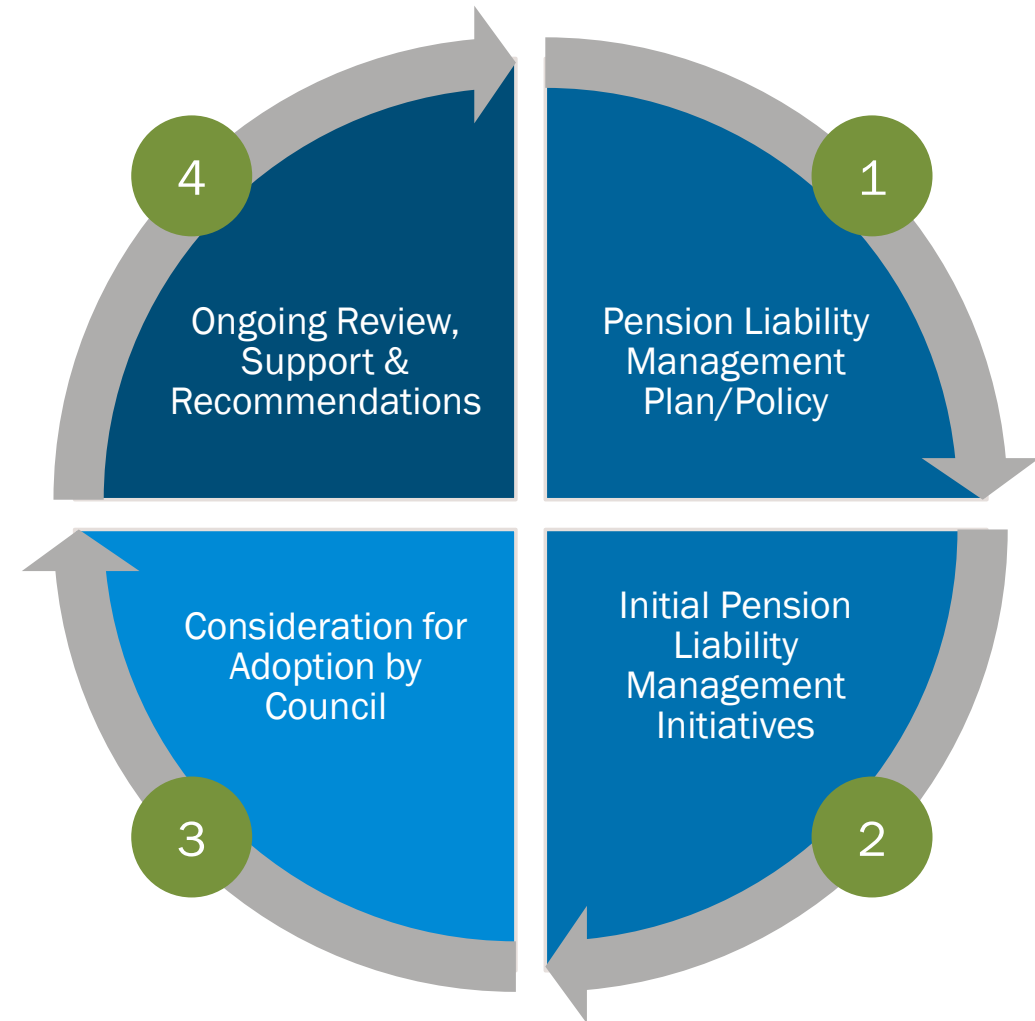 1
Pension Liability
Management
Plan/Policy
2
Initial Pension
Liability
Management
Initiatives
3
Consideration for
Adoption by
Council
4
Ongoing Review,
Support &
Recommendations